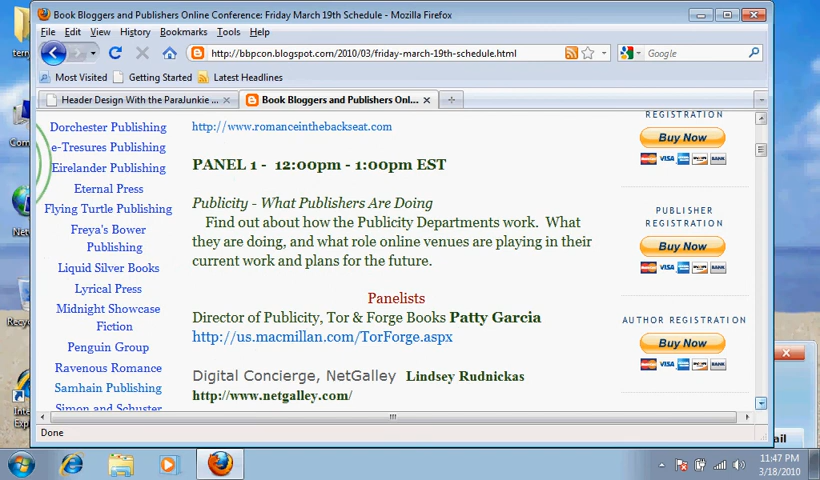 Book Bloggers and Publishers Online Conference: Friday March 19th Schedule - Mozilla Firefox
File Edit View History Bookmarks Tools Help
http://bbpcon.blogspot.com/2010/03/friday-march-19th-schedule.html
Google
Most Visited Getting Started Latest Headlines
Header Design With the ParaJunkie ...
Book Bloggers and Publishers Onl...
Dorchester Publishing
e-Tresures Publishing
Eirelander Publishing
Eternal Press
Flying Turtle Publishing
Freya's Bower
Publishing
Liquid Silver Books
Lyrical Press
Midnight Showcase
Fiction
Penguin Group
Ravenous Romance
Samhain Publishing
Simon and Schuster
http://www.romanceinthebackseat.com
PANEL 1 - 12:00pm - 1:00pm EST
Publicity - What Publishers Are Doing
Find out about how the Publicity Departments work. What
they are doing, and what role online venues are playing in their
current work and plans for the future.
Panelists
Director of Publicity, Tor & Forge Books Patty Garcia
http://us.macmillan.com/TorForge.aspx
Digital Concierge, NetGalley Lindsey Rudnickas
http://www.netgalley.com/
REGISTRATION
Buy Now
VISA BANK
PUBLISHER
REGISTRATION
Buy Now
VISA BANK
AUTHOR REGISTRATION
Buy Now
VISA BANK
Done
11:47 PM
3/18/2010